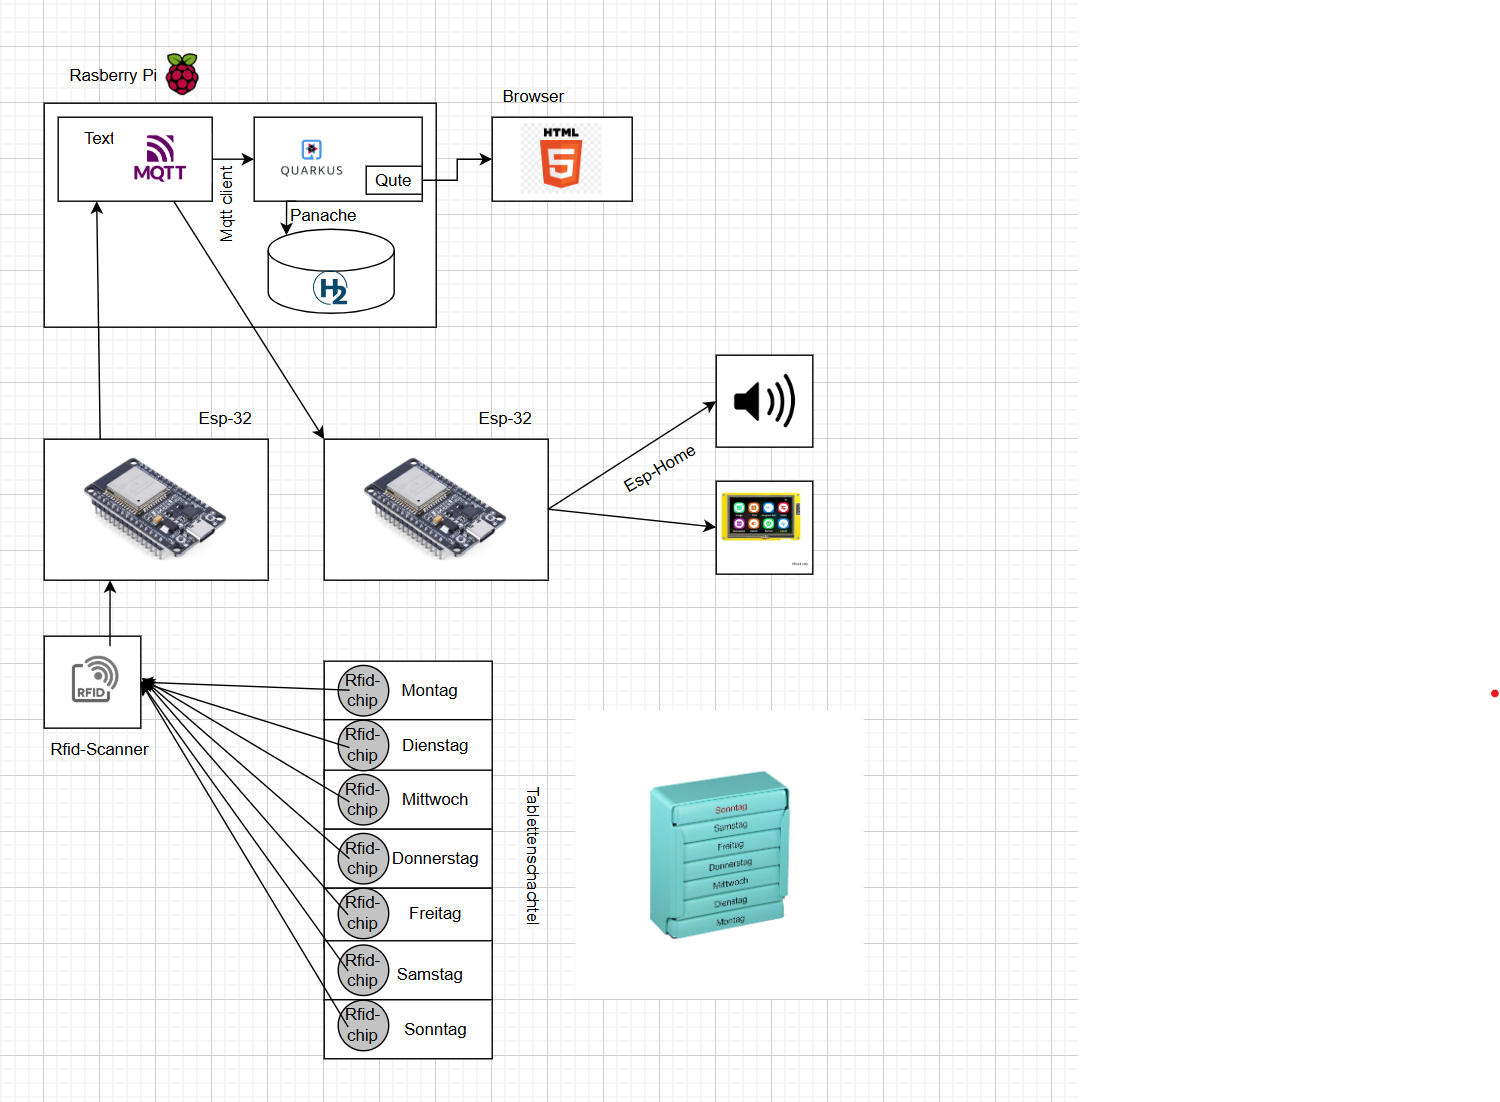 Rasberry Pi
Browser
Text
MQTT
Mqtt client
QUARKUS
Qute
HTML
5
Panache
H2
Esp-32
Esp-32
Esp-Home
RFID
Rfid-Scanner
Rfid-
chip
Montag
Rfid-
chip
Dienstag
Rfid-
chip
Mittwoch
Rfid-
chip
Donnerstag
Rfid-
chip
Freitag
Rfid-
chip
Samstag
Rfid-
chip
Sonntag
Tablettenschachtel
Sonntag
Samstag
Freitag
Donnerstag
Mittwoch
Dienstag
Montag